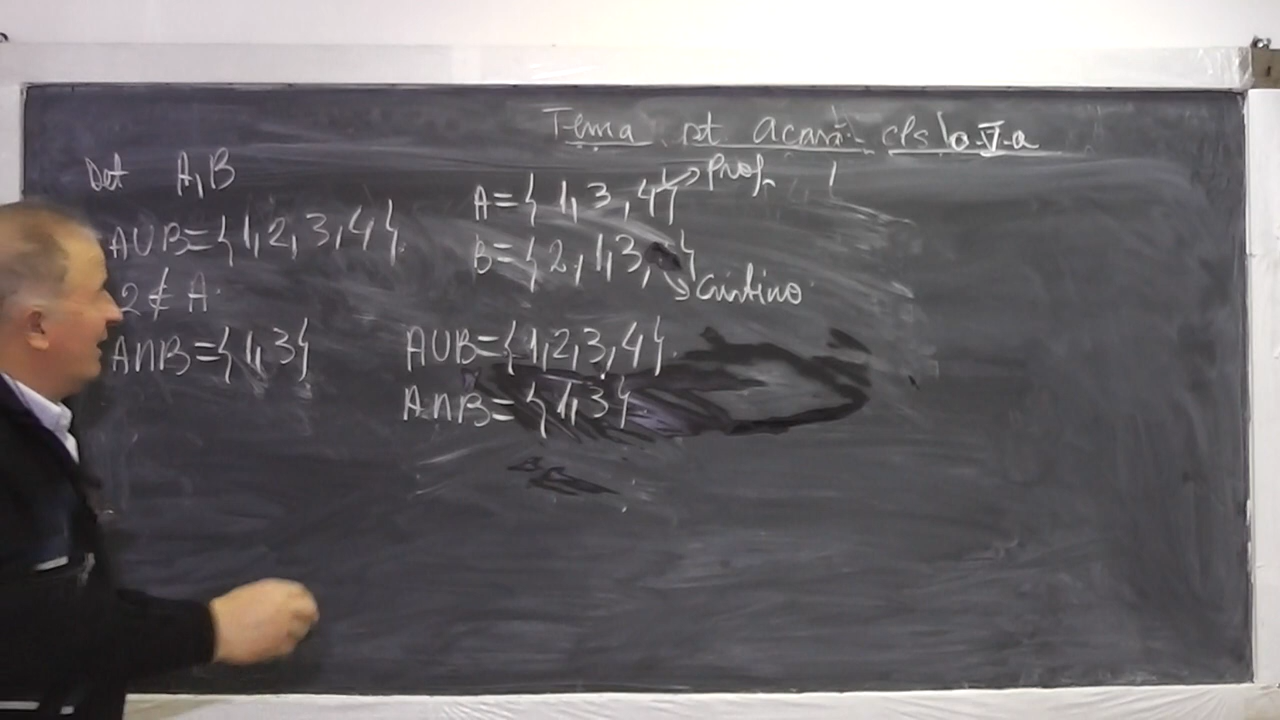 Tema pt acasă cls a V-a
Det A,B
A∪B={1,2,3,4}.
2∉A.
A∩B={1,3}
A={1,3,4} → Prof.
B={2,1,3, }
→ Cristina
A∪B={1,2,3,4}.
A∩B={1,3}